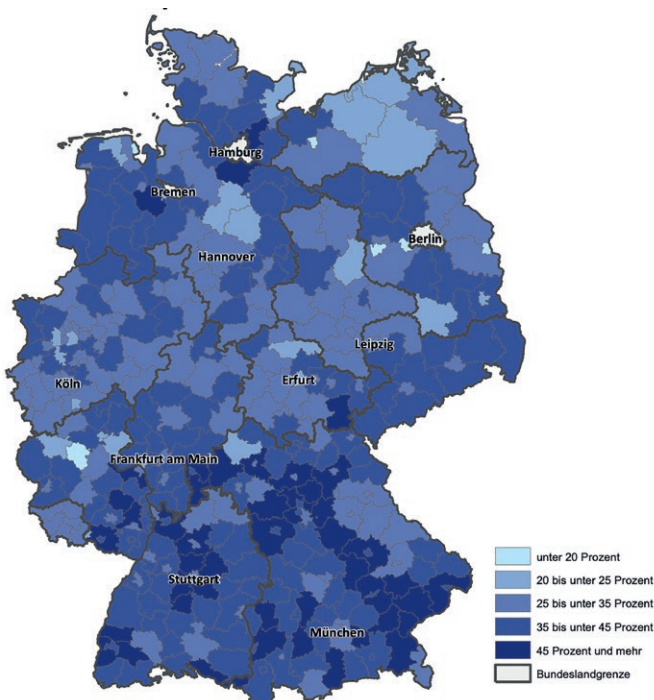 Hamburg
Bremen
Berlin
Hannover
Leipzig
Köln
Erfurt
Frankfurt am Main
Stuttgart
München
unter 20 Prozent
20 bis unter 25 Prozent
25 bis unter 35 Prozent
35 bis unter 45 Prozent
45 Prozent und mehr
Bundeslandgrenze